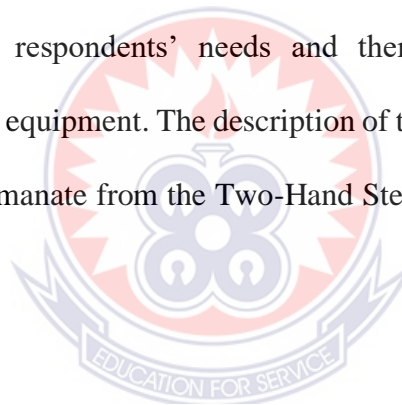 respondents’ needs and ther
equipment. The description of t
manate from the Two-Hand Ste
EDUCATION FOR SERVICE